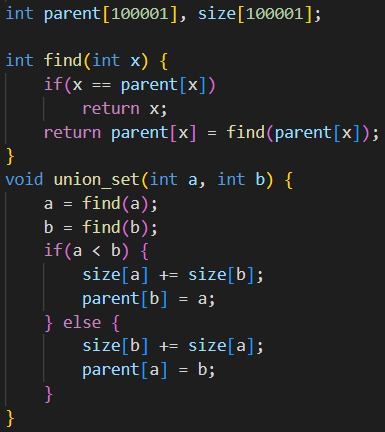 int parent[100001], size[100001];

int find(int x) {
    if(x == parent[x])
        return x;
    return parent[x] = find(parent[x]);
}
void union_set(int a, int b) {
    a = find(a);
    b = find(b);
    if(a < b) {
        size[a] += size[b];
        parent[b] = a;
    } else {
        size[b] += size[a];
        parent[a] = b;
    }
}